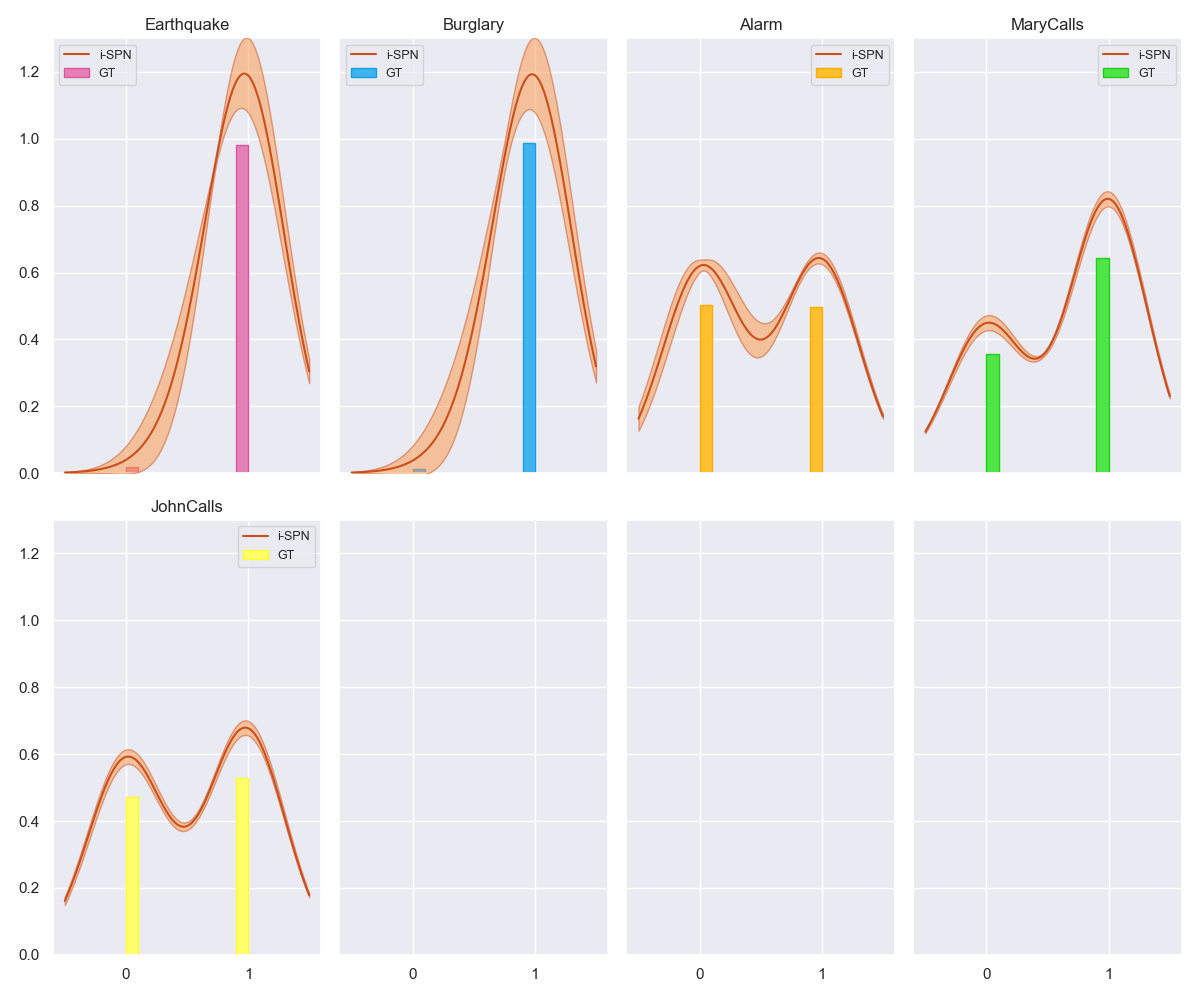 Earthquake
i-SPN
GT
Burglary
i-SPN
GT
Alarm
i-SPN
GT
MaryCalls
i-SPN
GT
1.2
1.0
0.8
0.6
0.4
0.2
0.0
JohnCalls
i-SPN
GT
1.2
1.0
0.8
0.6
0.4
0.2
0.0
0 1
0 1
0 1
0 1